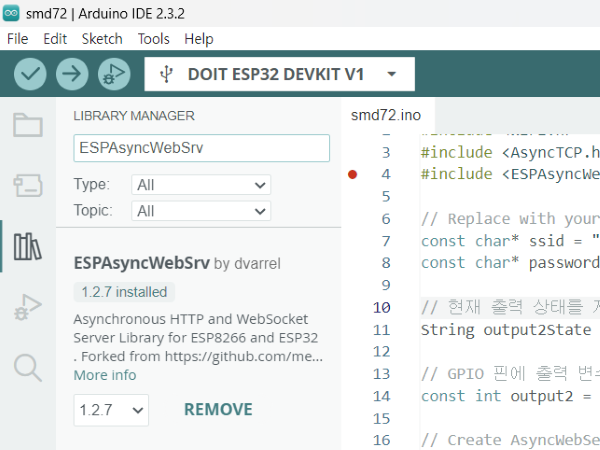 smd72 | Arduino IDE 2.3.2
File Edit Sketch Tools Help
DOIT ESP32 DEVKIT V1
LIBRARY MANAGER
ESPAsyncWebSrv
Type: All
Topic: All
ESPAsyncWebSrv by dvarrel
1.2.7 installed
Asynchronous HTTP and WebSocket
Server Library for ESP8266 and ESP32
. Forked from https://github.com/me...
More info
1.2.7 REMOVE
smd72.ino
3 #include <AsyncTCP.h
4 #include <ESPAsyncWe
5
6 // Replace with your
7 const char* ssid = "
8 const char* password
9
10 // 현재 출력 상태를
11 String output2State
12
13 // GPIO 핀에 출력 변수
14 const int output2 =
15
16 // Create AsyncWebSe